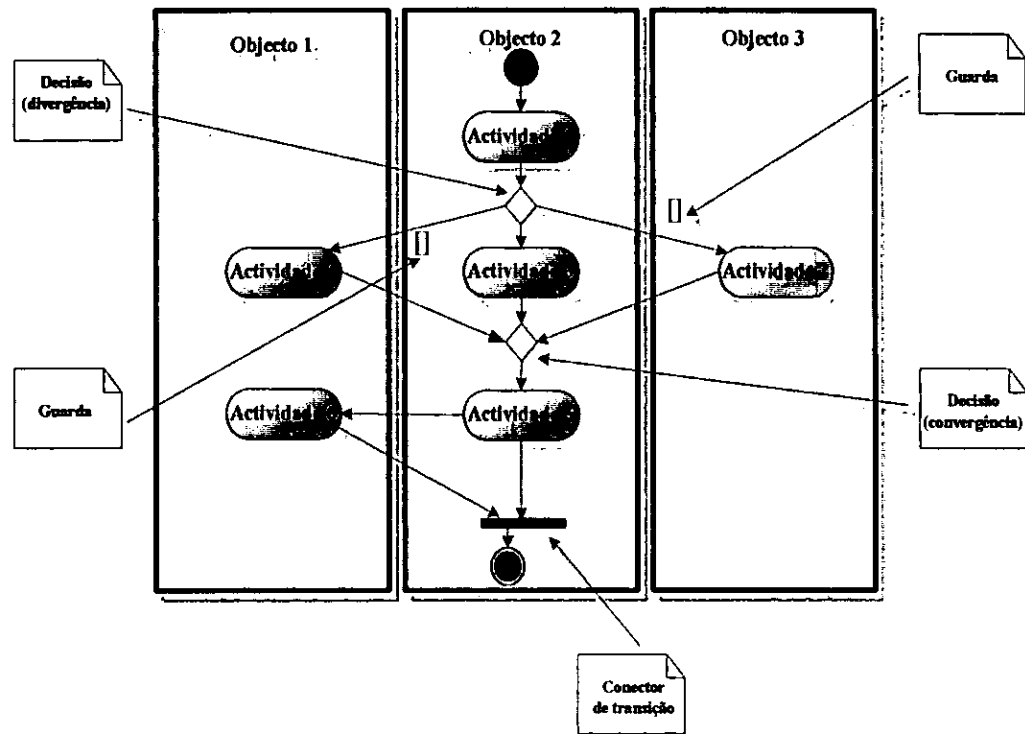 Objecto 1
Objecto 2
Objecto 3
Decisão
(divergência)
Guarda
Actividade
[]
[]
Actividade
Actividade
Actividade
Guarda
Actividade
Actividade
Decisão
(convergência)
Conector
de transição